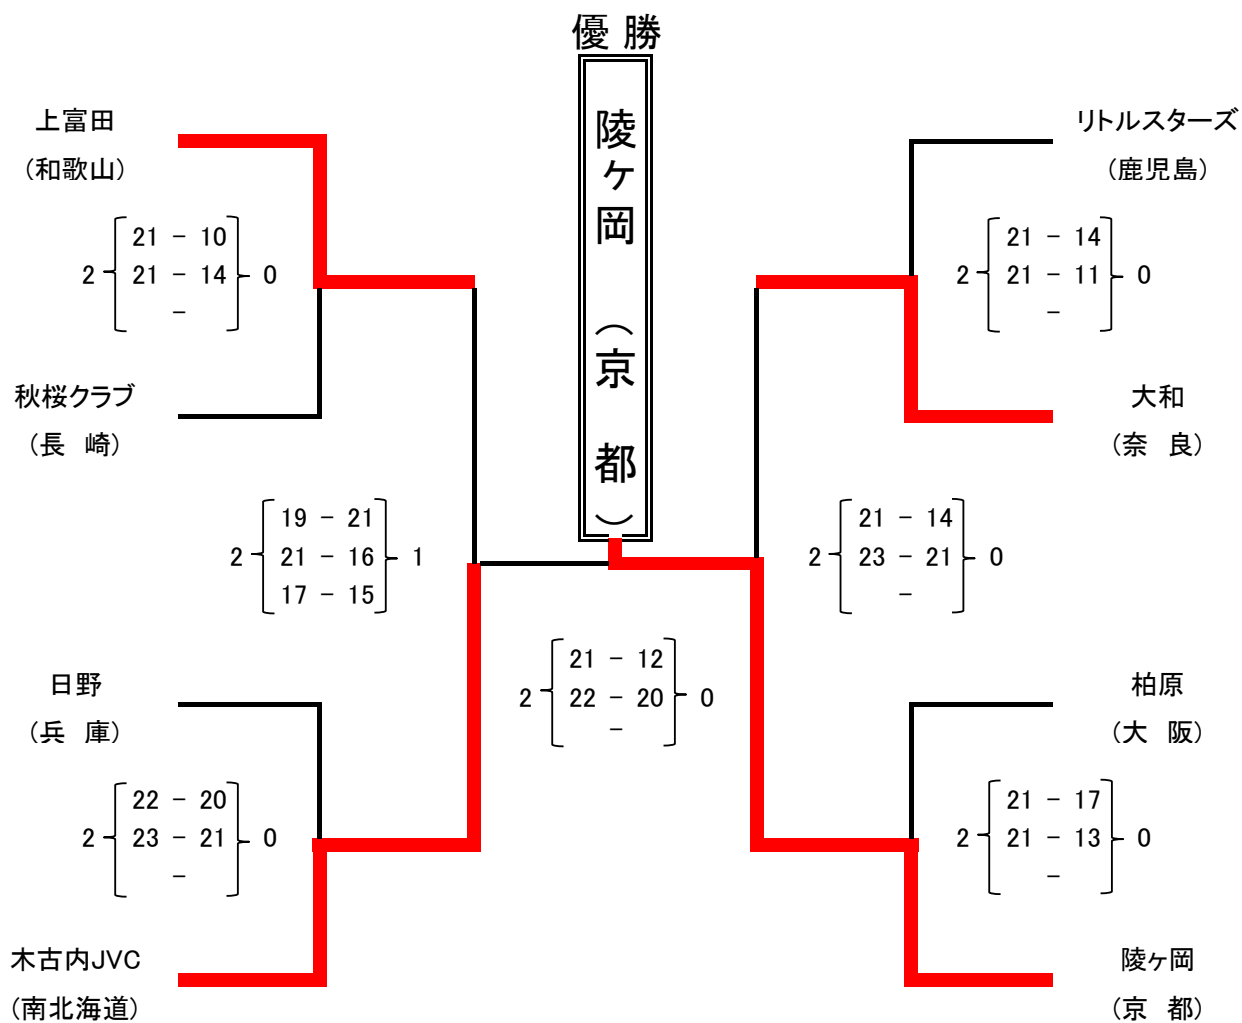 優 勝
陵ヶ岡 （京 都）
上富田
(和歌山)
2 21 - 10 0
21 - 14
-
秋桜クラブ
(長 崎)
2 19 - 21 1
21 - 16
17 - 15
日野
(兵 庫)
2 22 - 20 0
23 - 21
-
木古内JVC
(南北海道)
2 21 - 12 0
22 - 20
-
リトルスターズ
(鹿児島)
2 21 - 14 0
21 - 11
-
大和
(奈 良)
2 21 - 14 0
23 - 21
-
柏原
(大 阪)
2 21 - 17 0
21 - 13
-
陵ヶ岡
(京 都)